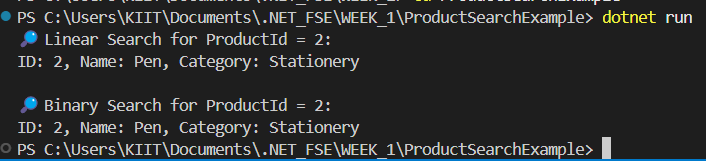 PS C:\Users\KIIT\Documents\.NET_FSE\WEEK_1\ProductSearchExample> dotnet run
🔎 Linear Search for ProductId = 2:
ID: 2, Name: Pen, Category: Stationery
🔎 Binary Search for ProductId = 2:
ID: 2, Name: Pen, Category: Stationery
PS C:\Users\KIIT\Documents\.NET_FSE\WEEK_1\ProductSearchExample>